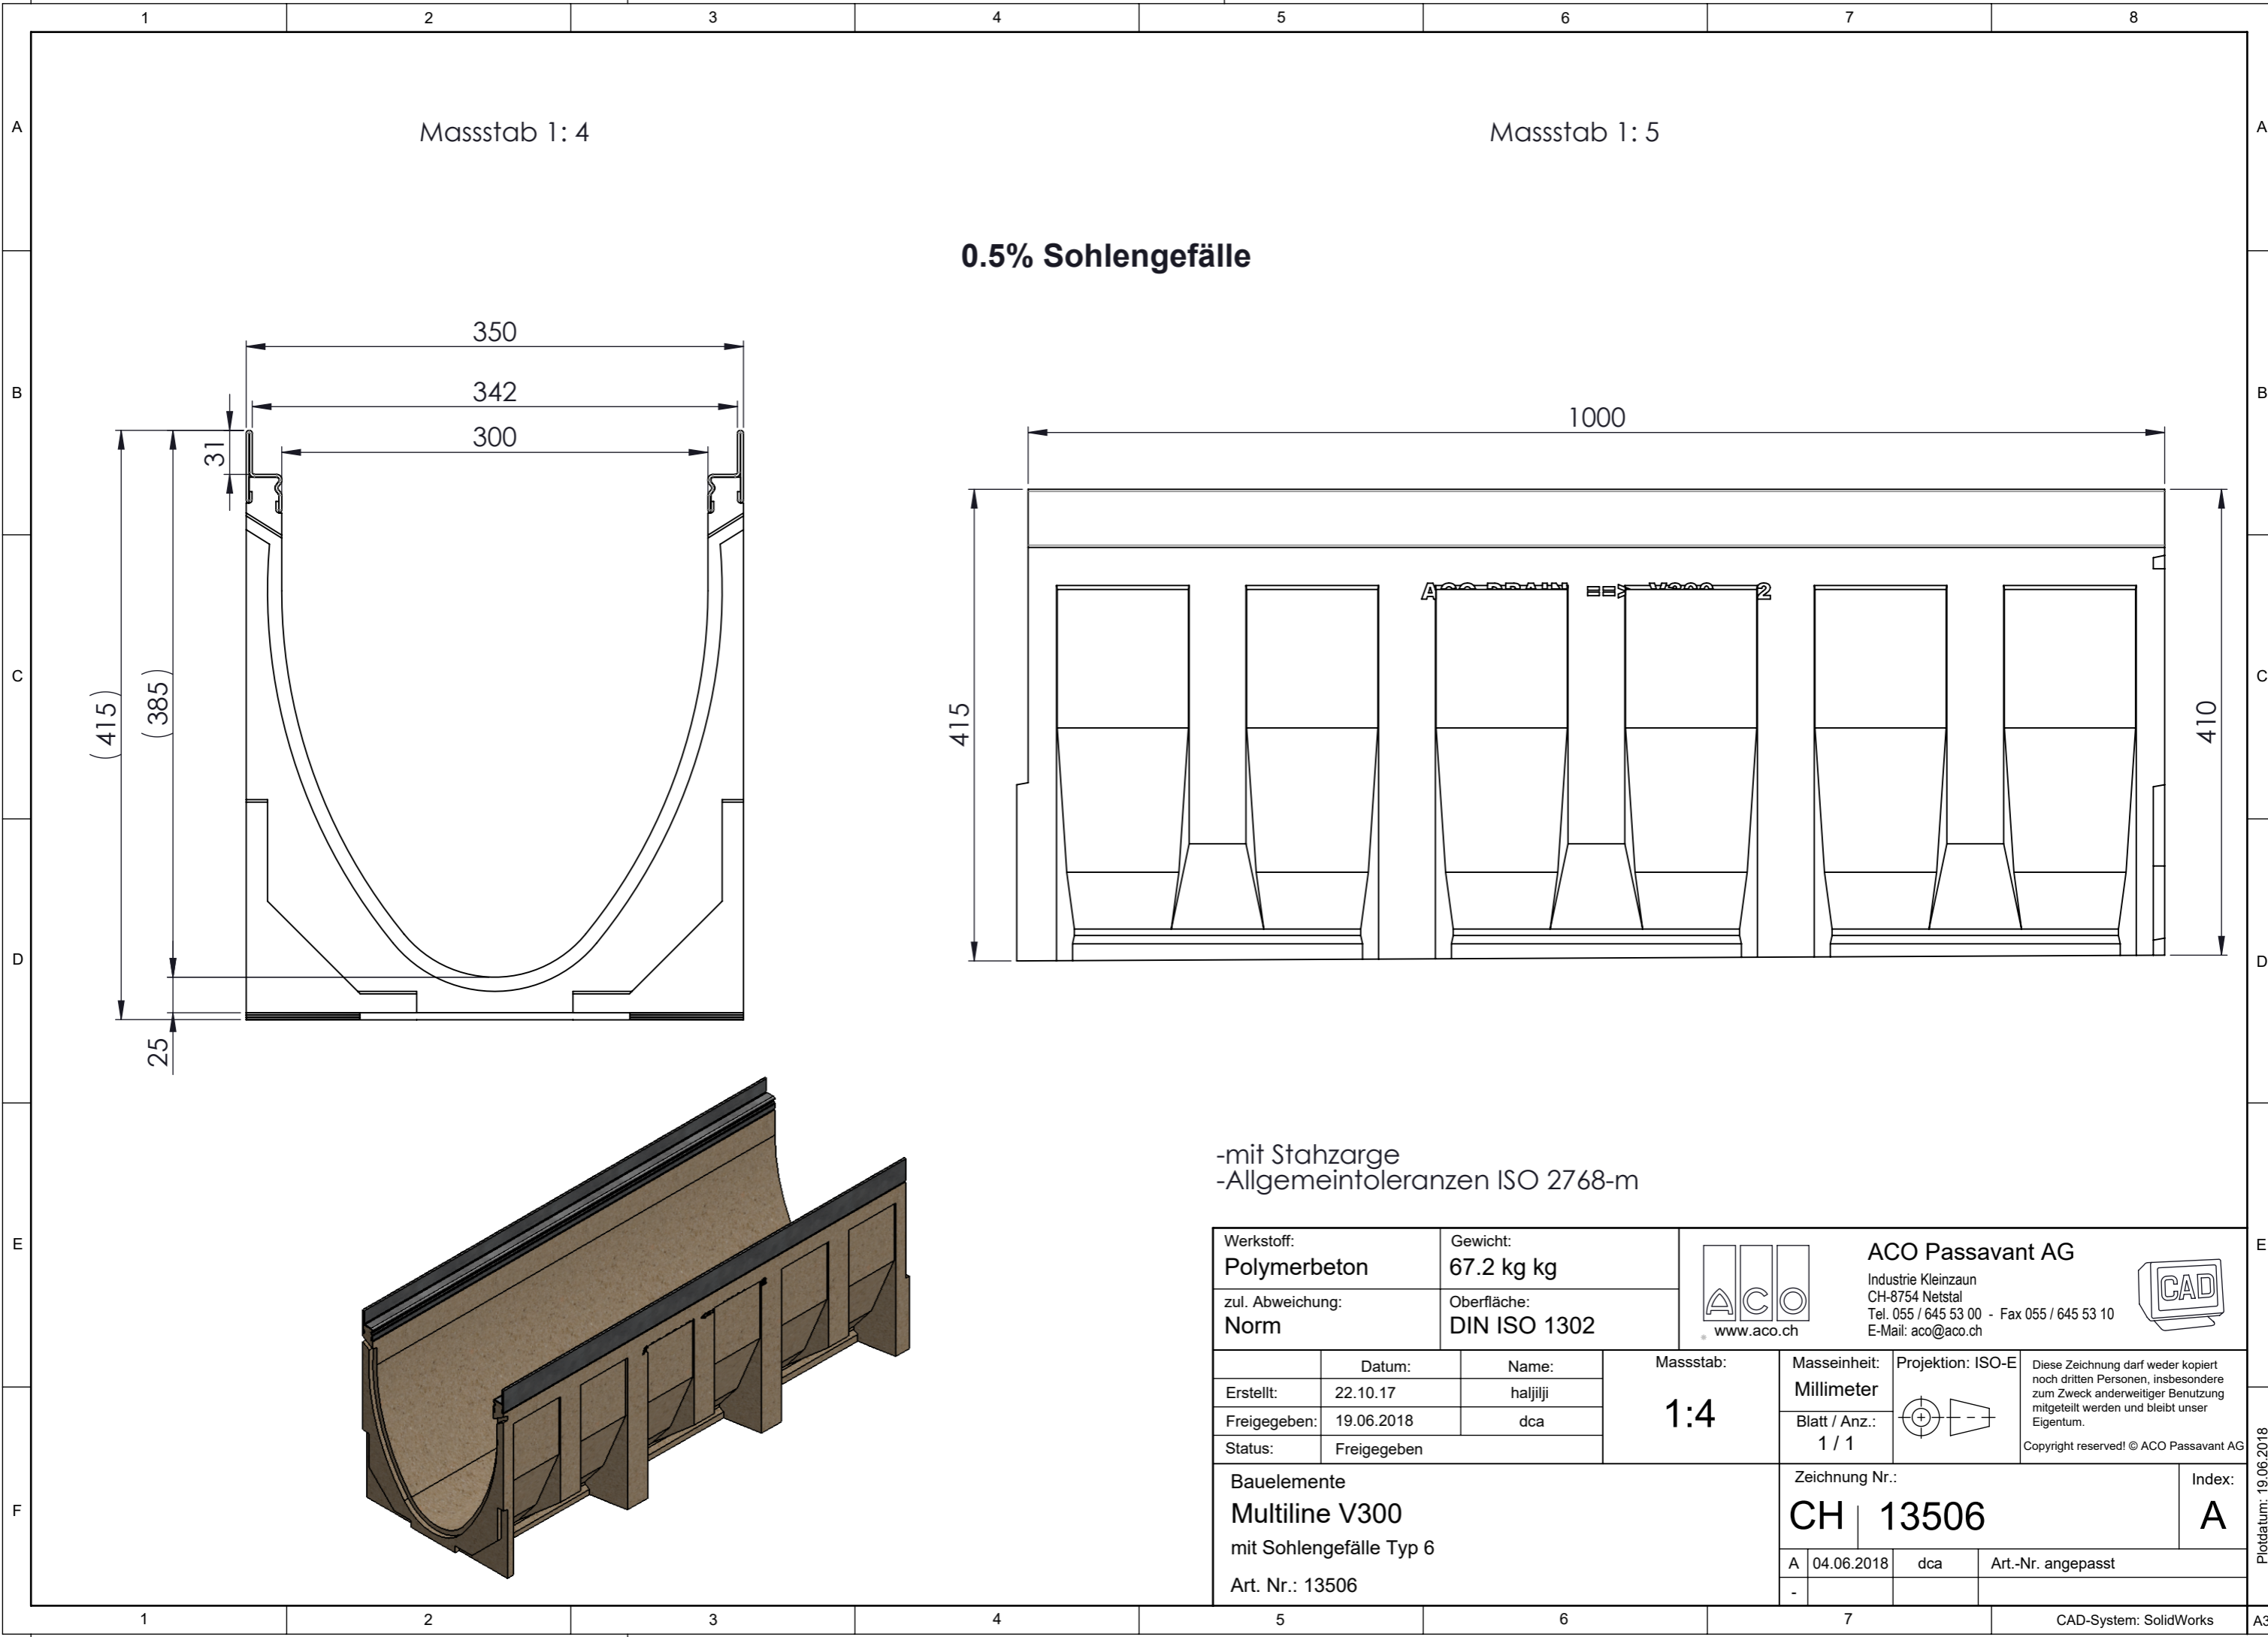 1 2 3 4 5 6 7 8
A A
B B
C C
D D
E E
F
Massstab 1: 4
Massstab 1: 5
0.5% Sohlengefälle
350
342
300
31
(385)
(415)
25
1000
415
410
-mit Stahzarge
-Allgemeintoleranzen ISO 2768-m
Werkstoff:
Polymerbeton
Gewicht:
67.2 kg kg
zul. Abweichung:
Norm
Oberfläche:
DIN ISO 1302
ACO
www.aco.ch
ACO Passavant AG
Industrie Kleinzaun
CH-8754 Netstal
Tel. 055 / 645 53 00 - Fax 055 / 645 53 10
E-Mail: aco@aco.ch
CAD
Datum: Name:
Erstellt: 22.10.17 haljilji
Freigegeben: 19.06.2018 dca
Status: Freigegeben
Massstab:
1:4
Masseinheit:
Millimeter
Blatt / Anz.:
1 / 1
Projektion: ISO-E
Diese Zeichnung darf weder kopiert
noch dritten Personen, insbesondere
zum Zweck anderweitiger Benutzung
mitgeteilt werden und bleibt unser
Eigentum.
Copyright reserved! © ACO Passavant AG
Bauelemente
Multiline V300
mit Sohlengefälle Typ 6
Art. Nr.: 13506
Zeichnung Nr.:
CH 13506
Index:
A
A 04.06.2018 dca Art.-Nr. angepasst
-
Plotdatum: 19.06.2018
1 2 3 4 5 6 7
CAD-System: SolidWorks